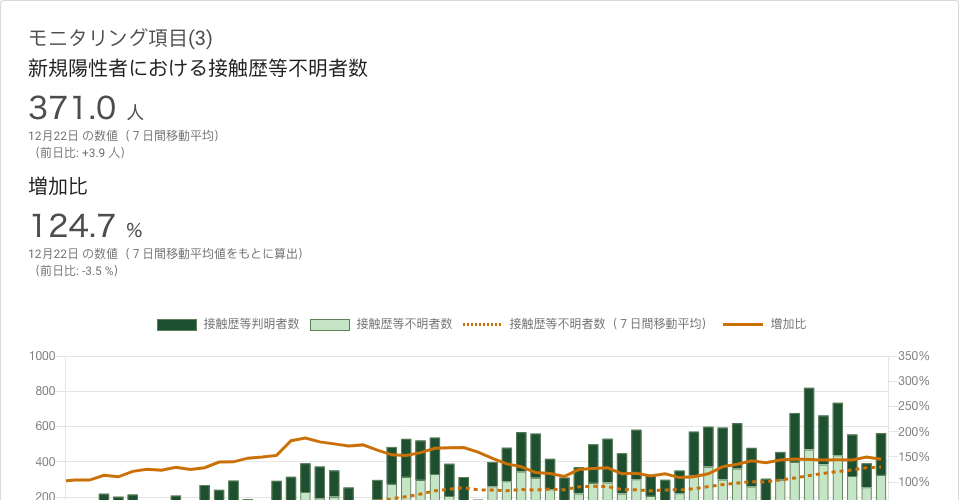 モニタリング項目(3)
新規陽性者における接触歴等不明者数
371.0 人
12月22日 の数値（７日間移動平均）
（前日比: +3.9 人）
増加比
124.7 %
12月22日 の数値（７日間移動平均値をもとに算出）
（前日比: -3.5 %）
接触歴等判明者数 接触歴等不明者数 接触歴等不明者数（７日間移動平均） 増加比
1000 350%
300%
800
250%
600 200%
400 150%
100%
200